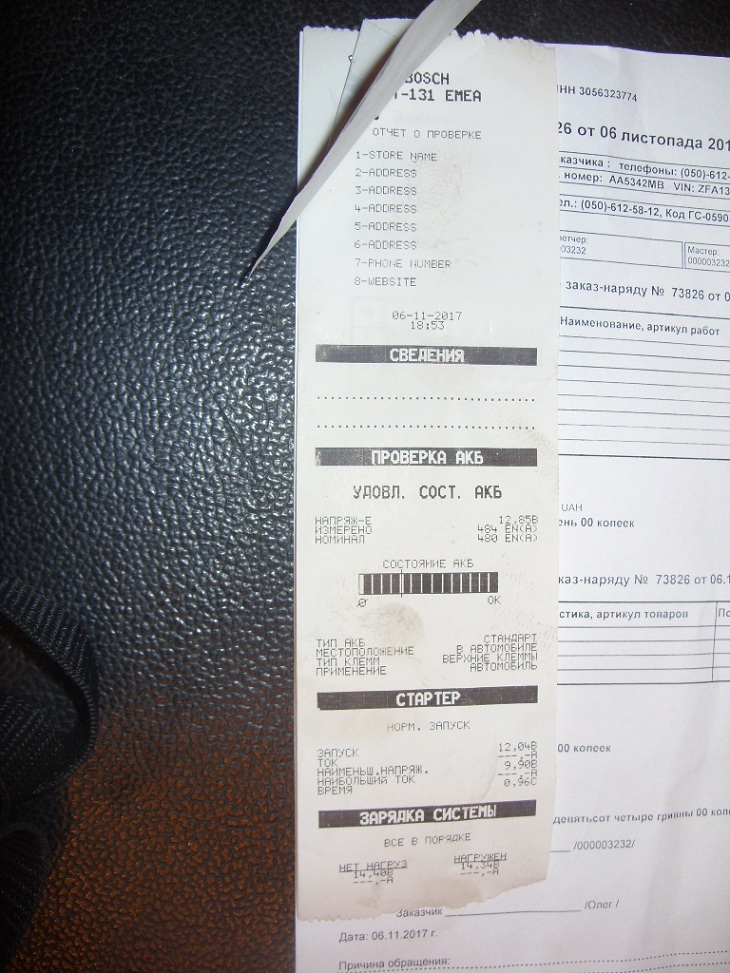 BOSCH
-131 EMEA
ОТЧЕТ О ПРОВЕРКЕ
1-STORE NAME
2-ADDRESS
3-ADDRESS
4-ADDRESS
5-ADDRESS
6-ADDRESS
7-PHONE NUMBER
8-WEBSITE
06-11-2017
18:53
СВЕДЕНИЯ
ПРОВЕРКА АКБ
УДОВЛ. СОСТ. АКБ
НАПРЯЖ-Е 12,85В
ИЗМЕРЕНО 484 EN(A)
НОМИНАЛ 480 EN(A)
СОСТОЯНИЕ АКБ
0 OK
ТИП АКБ СТАНДАРТ
МЕСТОПОЛОЖЕНИЕ В АВТОМОБИЛЕ
ТИП КЛЕММ ВЕРХНИЕ КЛЕММЫ
ПРИМЕНЕНИЕ АВТОМОБИЛЬ
СТАРТЕР
НОРМ. ЗАПУСК
ЗАПУСК 12,04В
ТОК ---,-А
НАИМЕНЬШ.НАПРЯЖ. 9,90В
НАИБОЛЬШИЙ ТОК ---,-А
ВРЕМЯ 0,96С
ЗАРЯДКА СИСТЕМЫ
ВСЕ В ПОРЯДКЕ
НЕТ НАГРУЗ НАГРУЖЕН
14,40В 14,34В
---,-А ---,-А
ІНН 3056323774
26 от 06 листопада 201
казчика : телефоны: (050)-612-
номер: АА5342МВ VIN: ZFA13
ел.: (050)-612-58-12, Код ГС-0590
етчер: Мастер:
03232 000003232
заказ-наряду № 73826 от 0
Наименование, артикул работ
UAH
ень 00 копеек
каз-наряду № 73826 от 06.1
стика, артикул товаров По
00 копеек
девятьсот четыре гривны 00 коп
/000003232/
Заказчик /Олег /
Дата: 06.11.2017 г.
Причина обращения: